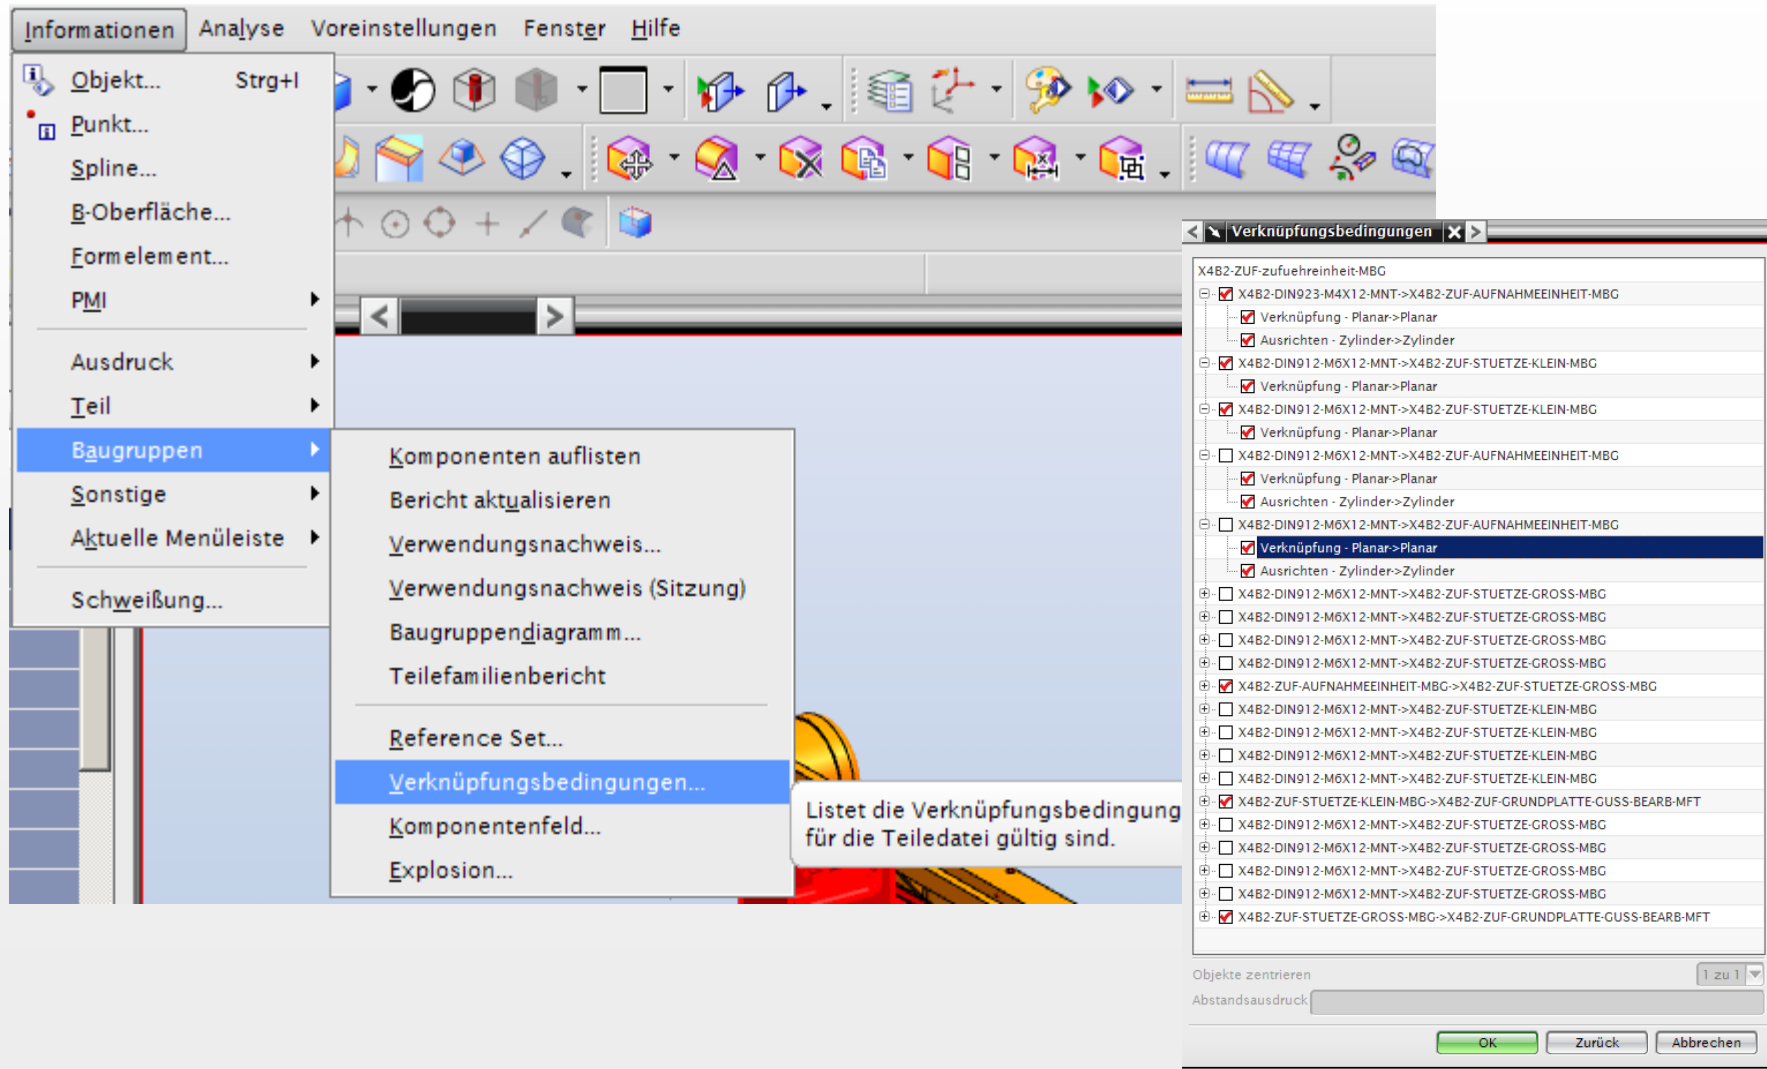 Informationen Analyse Voreinstellungen Fenster Hilfe
Objekt... Strg+I
Punkt...
Spline...
B-Oberfläche...
Formelement...
PMI
Ausdruck
Teil
Baugruppen
Sonstige
Aktuelle Menüleiste
Schweißung...
Komponenten auflisten
Bericht aktualisieren
Verwendungsnachweis...
Verwendungsnachweis (Sitzung)
Baugruppendiagramm...
Teilefamilienbericht
Reference Set...
Verknüpfungsbedingungen...
Komponentenfeld...
Explosion...
Listet die Verknüpfungsbedingung
für die Teiledatei gültig sind.
Verknüpfungsbedingungen
X4B2-ZUF-zufuehreinheit-MBG
X4B2-DIN923-M4X12-MNT->X4B2-ZUF-AUFNAHMEEINHEIT-MBG
Verknüpfung - Planar->Planar
Ausrichten - Zylinder->Zylinder
X4B2-DIN912-M6X12-MNT->X4B2-ZUF-STUETZE-KLEIN-MBG
Verknüpfung - Planar->Planar
X4B2-DIN912-M6X12-MNT->X4B2-ZUF-STUETZE-KLEIN-MBG
Verknüpfung - Planar->Planar
X4B2-DIN912-M6X12-MNT->X4B2-ZUF-AUFNAHMEEINHEIT-MBG
Verknüpfung - Planar->Planar
Ausrichten - Zylinder->Zylinder
X4B2-DIN912-M6X12-MNT->X4B2-ZUF-AUFNAHMEEINHEIT-MBG
Verknüpfung - Planar->Planar
Ausrichten - Zylinder->Zylinder
X4B2-DIN912-M6X12-MNT->X4B2-ZUF-STUETZE-GROSS-MBG
X4B2-DIN912-M6X12-MNT->X4B2-ZUF-STUETZE-GROSS-MBG
X4B2-DIN912-M6X12-MNT->X4B2-ZUF-STUETZE-GROSS-MBG
X4B2-DIN912-M6X12-MNT->X4B2-ZUF-STUETZE-GROSS-MBG
X4B2-ZUF-AUFNAHMEEINHEIT-MBG->X4B2-ZUF-STUETZE-GROSS-MBG
X4B2-DIN912-M6X12-MNT->X4B2-ZUF-STUETZE-KLEIN-MBG
X4B2-DIN912-M6X12-MNT->X4B2-ZUF-STUETZE-KLEIN-MBG
X4B2-DIN912-M6X12-MNT->X4B2-ZUF-STUETZE-KLEIN-MBG
X4B2-DIN912-M6X12-MNT->X4B2-ZUF-STUETZE-KLEIN-MBG
X4B2-ZUF-STUETZE-KLEIN-MBG->X4B2-ZUF-GRUNDPLATTE-GUSS-BEARB-MFT
X4B2-DIN912-M6X12-MNT->X4B2-ZUF-STUETZE-GROSS-MBG
X4B2-DIN912-M6X12-MNT->X4B2-ZUF-STUETZE-GROSS-MBG
X4B2-DIN912-M6X12-MNT->X4B2-ZUF-STUETZE-GROSS-MBG
X4B2-DIN912-M6X12-MNT->X4B2-ZUF-STUETZE-GROSS-MBG
X4B2-ZUF-STUETZE-GROSS-MBG->X4B2-ZUF-GRUNDPLATTE-GUSS-BEARB-MFT
Objekte zentrieren 1 zu 1
Abstandsausdruck
OK Zurück Abbrechen